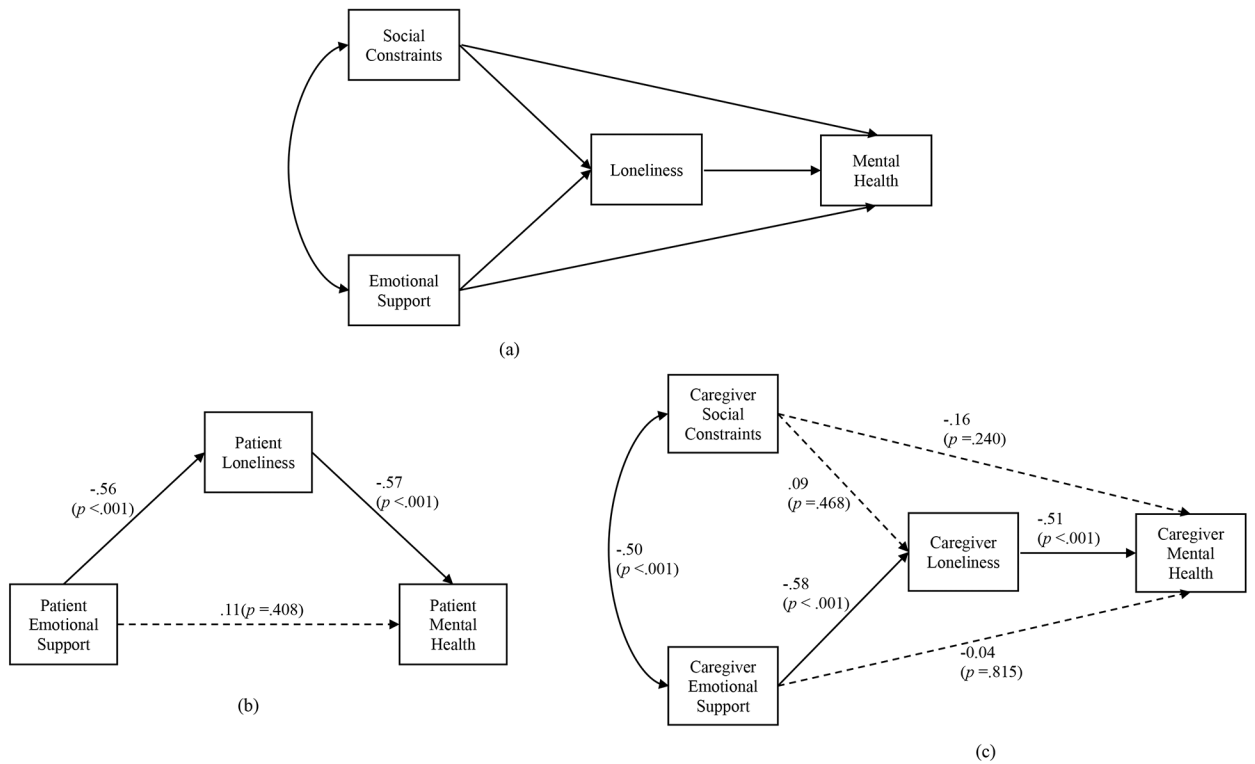 Social
Constraints
Loneliness
Mental
Health
Emotional
Support
(a)
Patient
Loneliness
-.56
(p <.001)
-.57
(p <.001)
Patient
Emotional
Support
.11(p =.408)
Patient
Mental
Health
(b)
Caregiver
Social
Constraints
-.16
(p =.240)
.09
(p =.468)
-.50
(p <.001)
Caregiver
Loneliness
-.51
(p <.001)
Caregiver
Mental
Health
-.58
(p < .001)
Caregiver
Emotional
Support
-0.04
(p =.815)
(c)